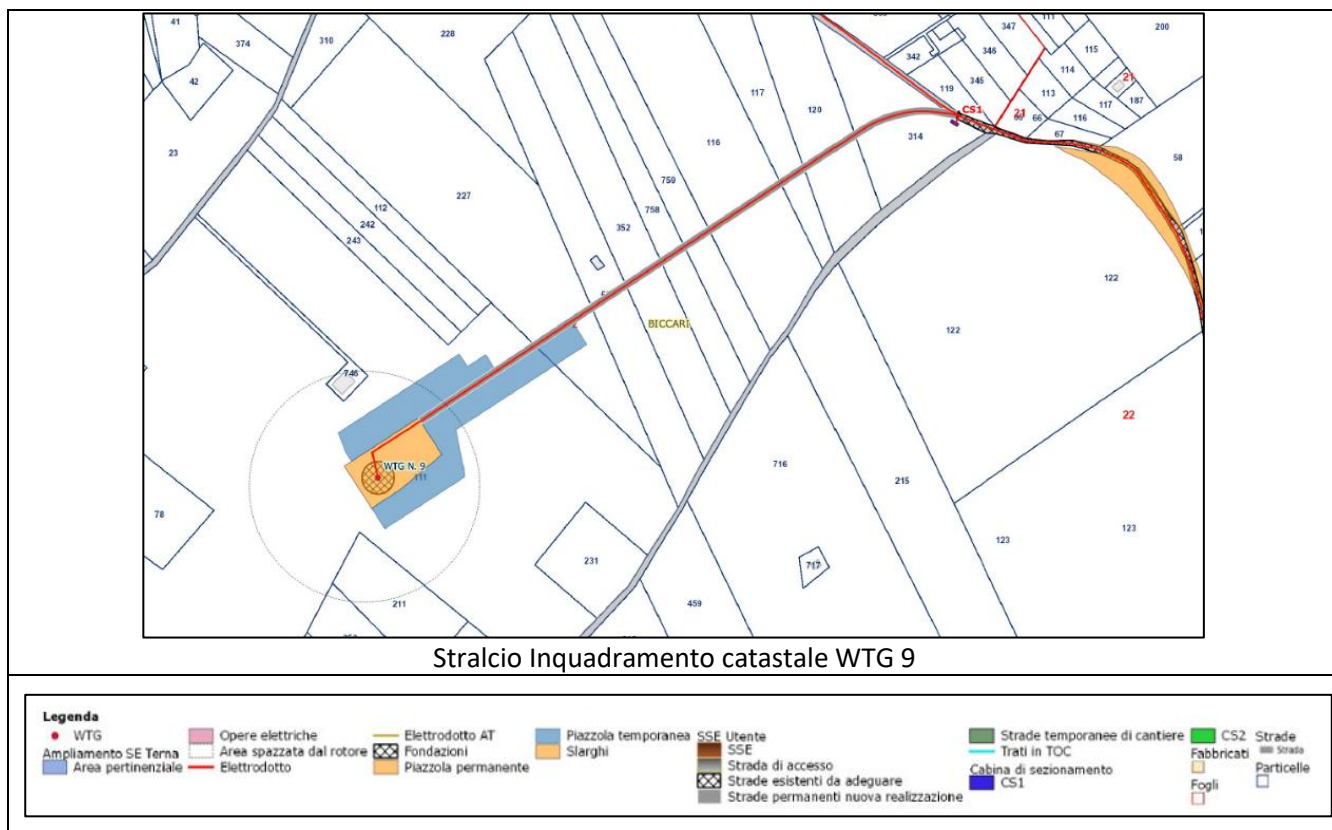 41
374
310
228
42
23
227
112
242
243
117
120
116
759
758
352
314
342
119
345
346
347
111
114
113
115
200
21
187
117
116
66
67
21
CS1
58
122
122
BICCARI
22
746
WTG N. 9
111
78
716
215
123
123
231
717
459
211
Stralcio Inquadramento catastale WTG 9
Legenda
WTG
Ampliamento SE Terna
Area pertinenziale
Opere elettriche
Area spazzata dal rotore
Elettrodotto
Elettrodotto AT
Fondazioni
Piazzola permanente
Piazzola temporanea
Slarghi
SSE Utente
SSE
Strada di accesso
Strade esistenti da adeguare
Strade permanenti nuova realizzazione
Strade temporanee di cantiere
Trati in TOC
Cabina di sezionamento
CS1
CS2
Fabbricati
Fogli
Strade
Strada
Particelle